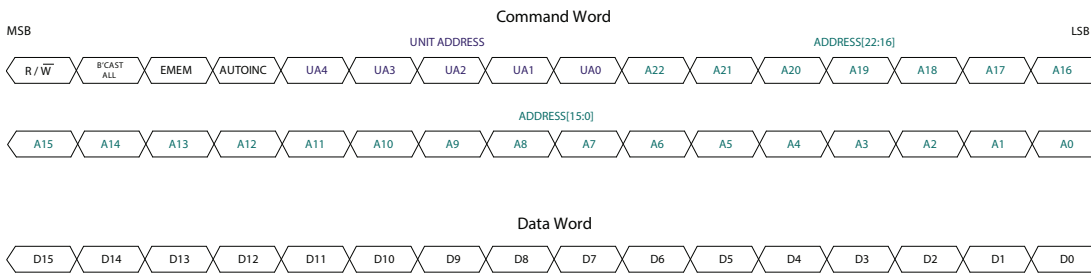 Command Word
MSB LSB
UNIT ADDRESS ADDRESS[22:16]
R / W B'CAST ALL EMEM AUTOINC UA4 UA3 UA2 UA1 UA0 A22 A21 A20 A19 A18 A17 A16
ADDRESS[15:0]
A15 A14 A13 A12 A11 A10 A9 A8 A7 A6 A5 A4 A3 A2 A1 A0
Data Word
D15 D14 D13 D12 D11 D10 D9 D8 D7 D6 D5 D4 D3 D2 D1 D0